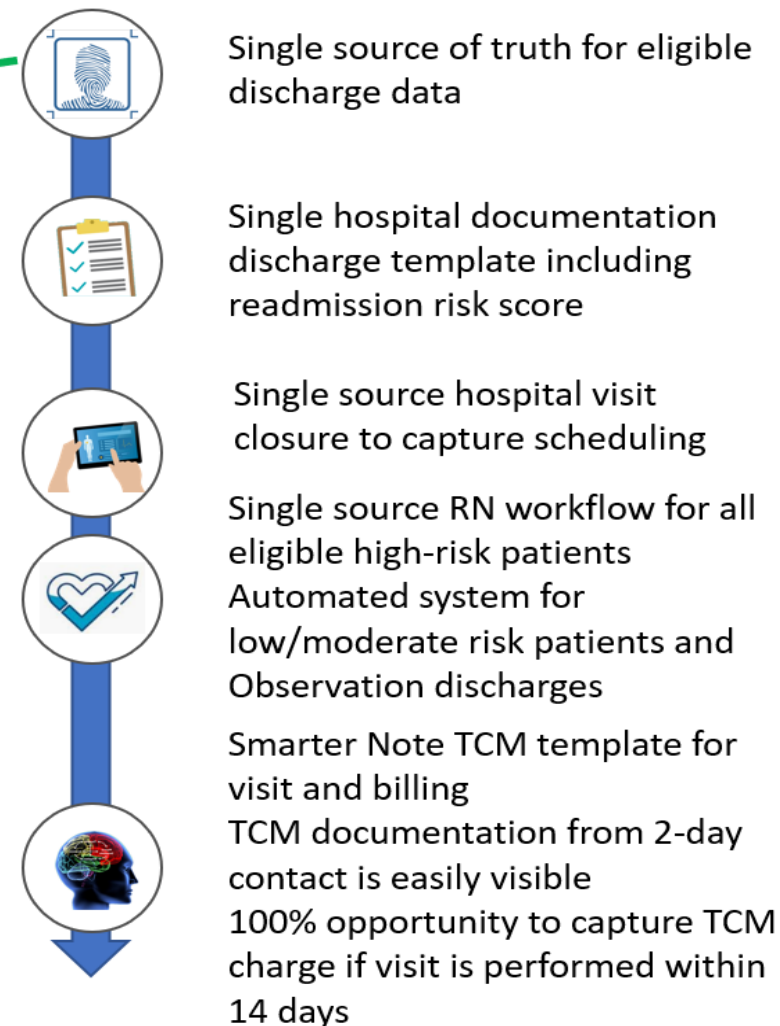 Single source of truth for eligible
discharge data
Single hospital documentation
discharge template including
readmission risk score
Single source hospital visit
closure to capture scheduling
Single source RN workflow for all
eligible high-risk patients
Automated system for
low/moderate risk patients and
Observation discharges
Smarter Note TCM template for
visit and billing
TCM documentation from 2-day
contact is easily visible
100% opportunity to capture TCM
charge if visit is performed within
14 days